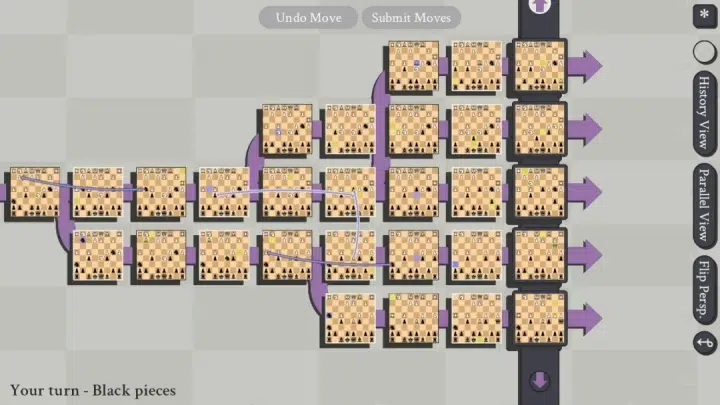 Undo Move
Submit Moves
*
History View
Parallel View
Flip Persp.
Your turn - Black pieces